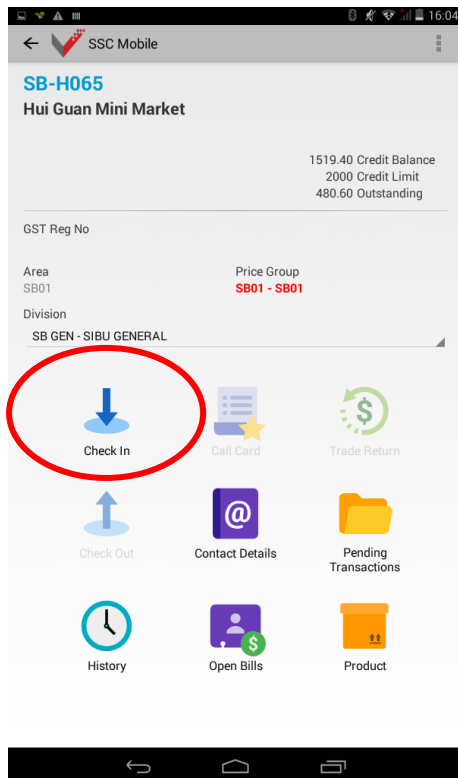 16:04
SSC Mobile
SB-H065
Hui Guan Mini Market
1519.40 Credit Balance
2000 Credit Limit
480.60 Outstanding
GST Reg No
Area
Price Group
SB01
SB01 - SB01
Division
SB GEN - SIBU GENERAL
Check In
Call Card
Trade Return
Check Out
Contact Details
Pending
Transactions
History
Open Bills
Product